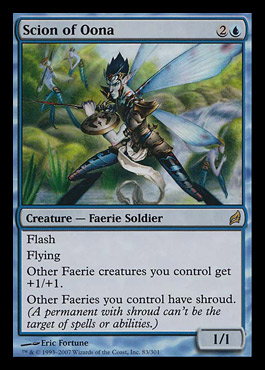 Scion of Oona 2
Creature — Faerie Soldier
Flash
Flying
Other Faerie creatures you control get
+1/+1.
Other Faeries you control have shroud.
(A permanent with shroud can't be the
target of spells or abilities.)
Eric Fortune
1/1
™ & © 1993–2007 Wizards of the Coast, Inc. 83/301